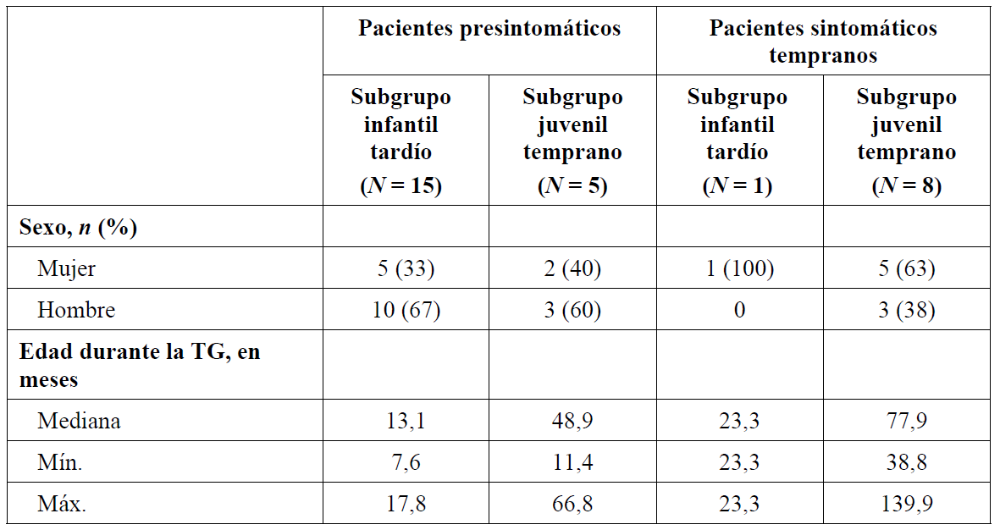 Pacientes presintomáticos
Pacientes sintomáticos
tempranos
Subgrupo
infantil
tardío
(N = 15)
Subgrupo
juvenil
temprano
(N = 5)
Subgrupo
infantil
tardío
(N = 1)
Subgrupo
juvenil
temprano
(N = 8)
Sexo, n (%)
Mujer 5 (33) 2 (40) 1 (100) 5 (63)
Hombre 10 (67) 3 (60) 0 3 (38)
Edad durante la TG, en
meses
Mediana 13,1 48,9 23,3 77,9
Mín. 7,6 11,4 23,3 38,8
Máx. 17,8 66,8 23,3 139,9